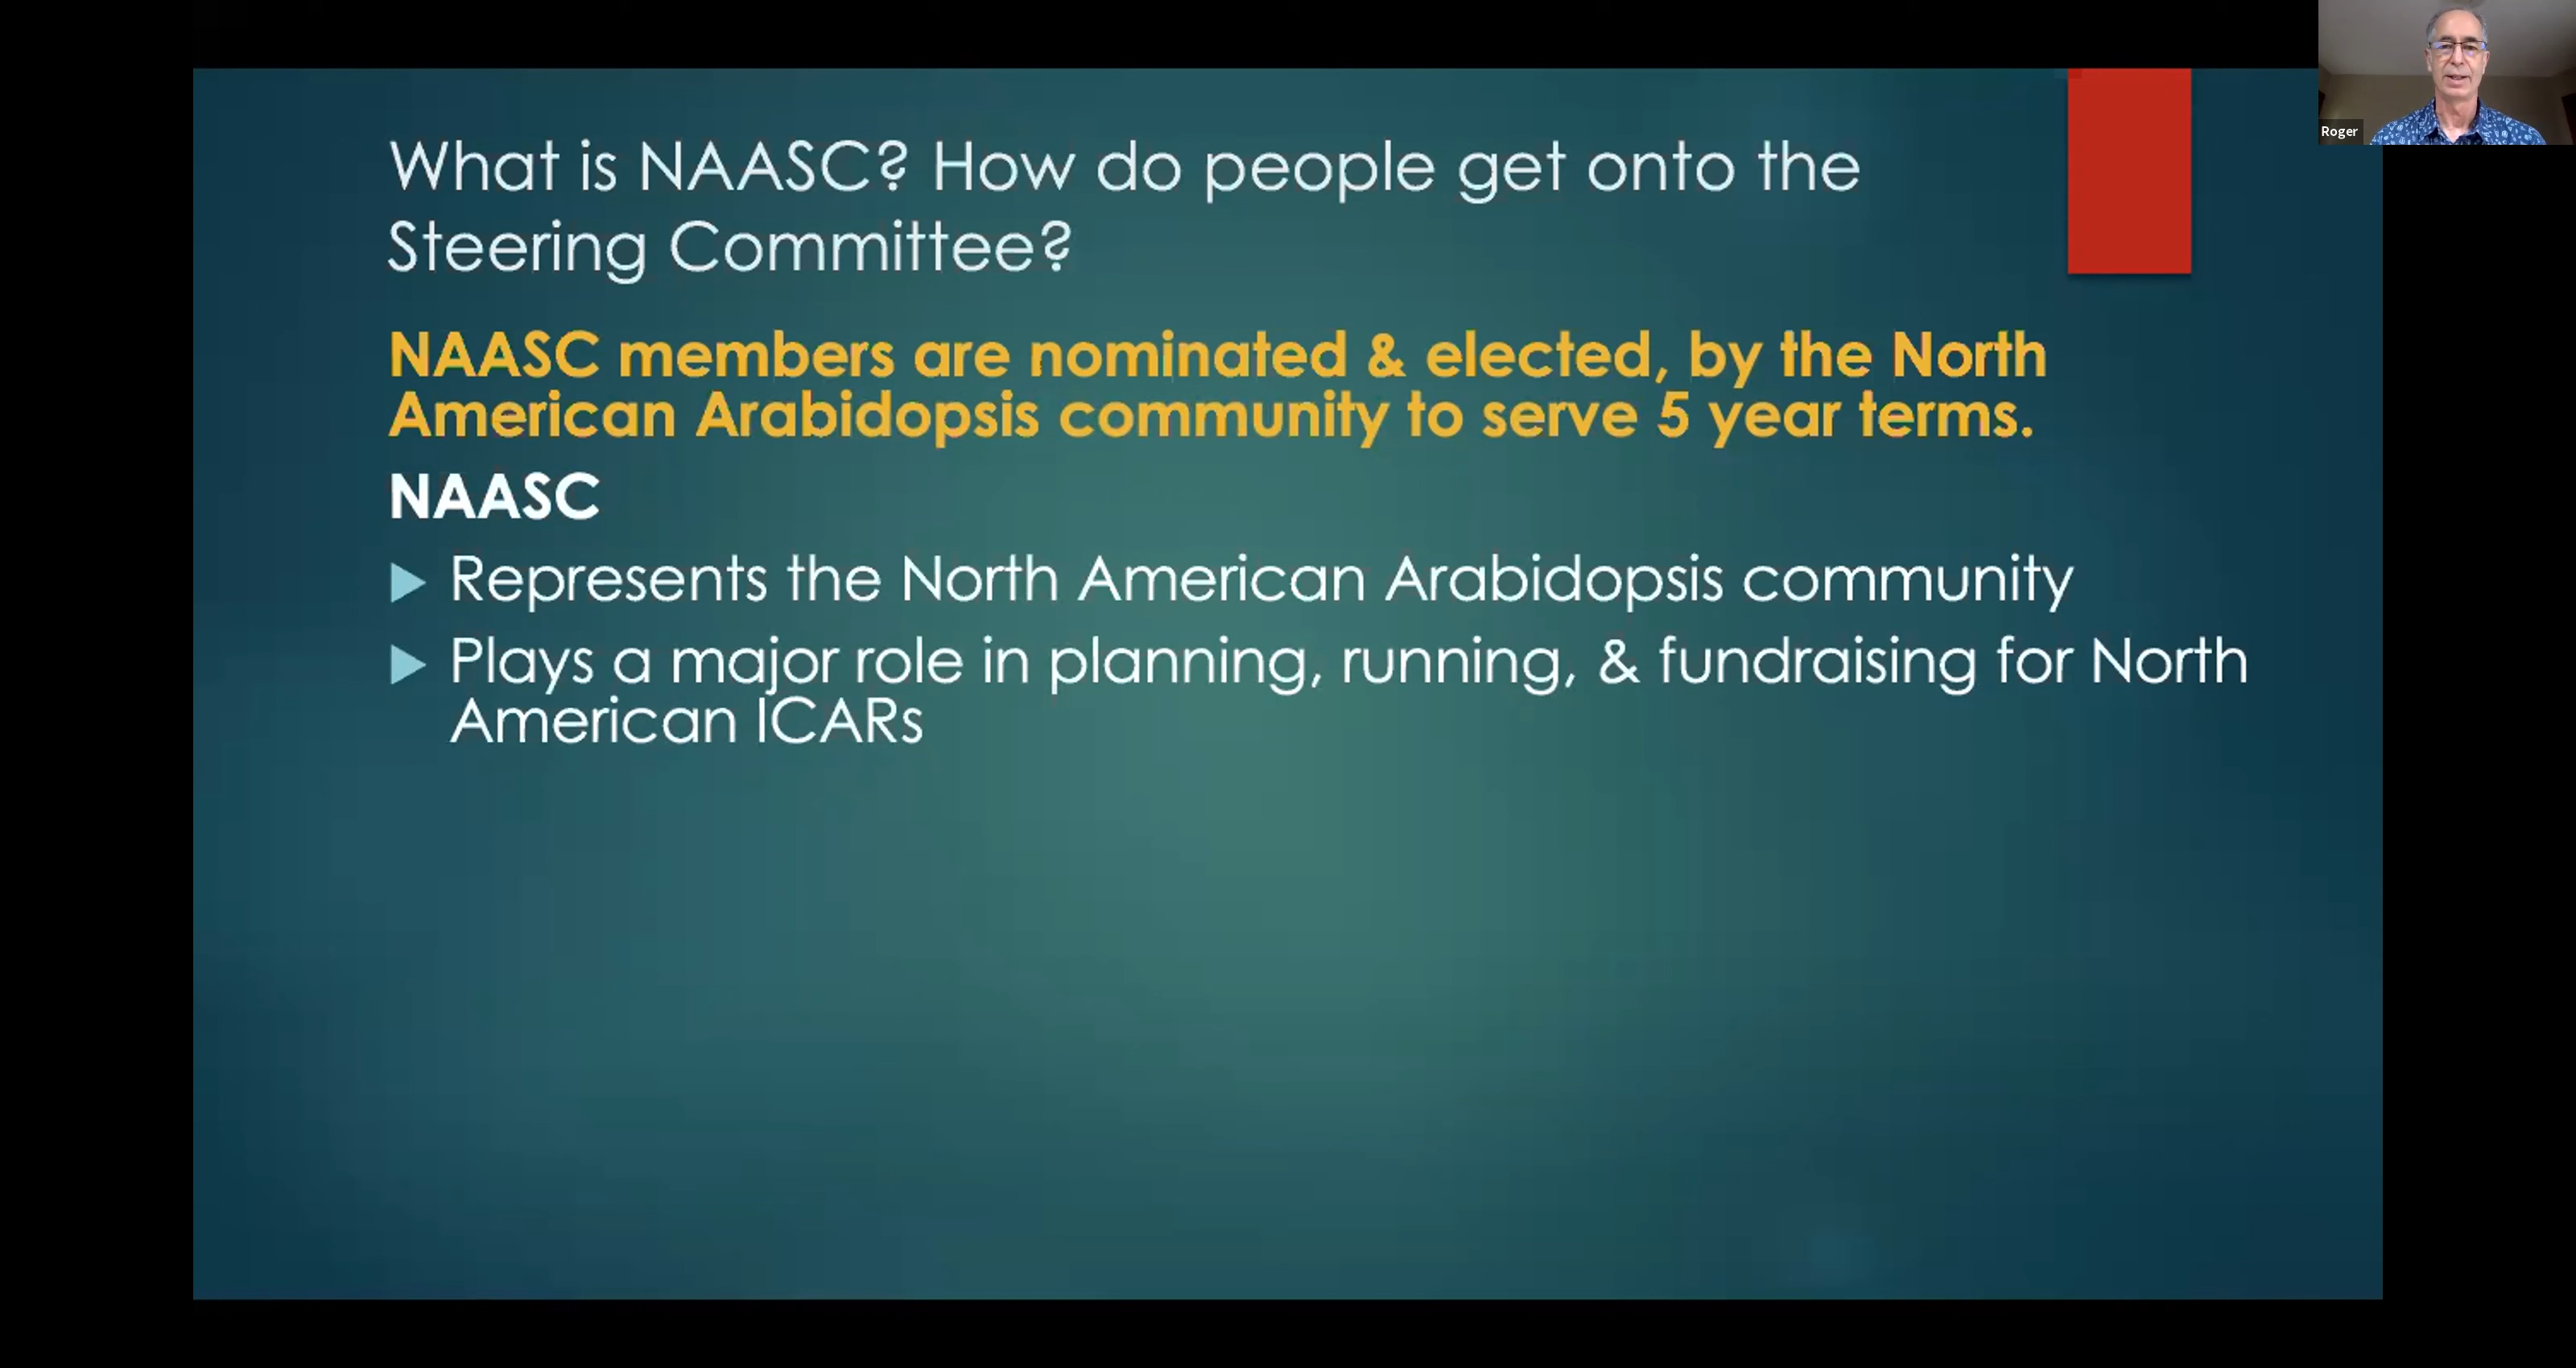 What is NAASC? How do people get onto the
Steering Committee?
NAASC members are nominated & elected, by the North
American Arabidopsis community to serve 5 year terms.
NAASC
Represents the North American Arabidopsis community
Plays a major role in planning, running, & fundraising for North
American ICARs
Roger